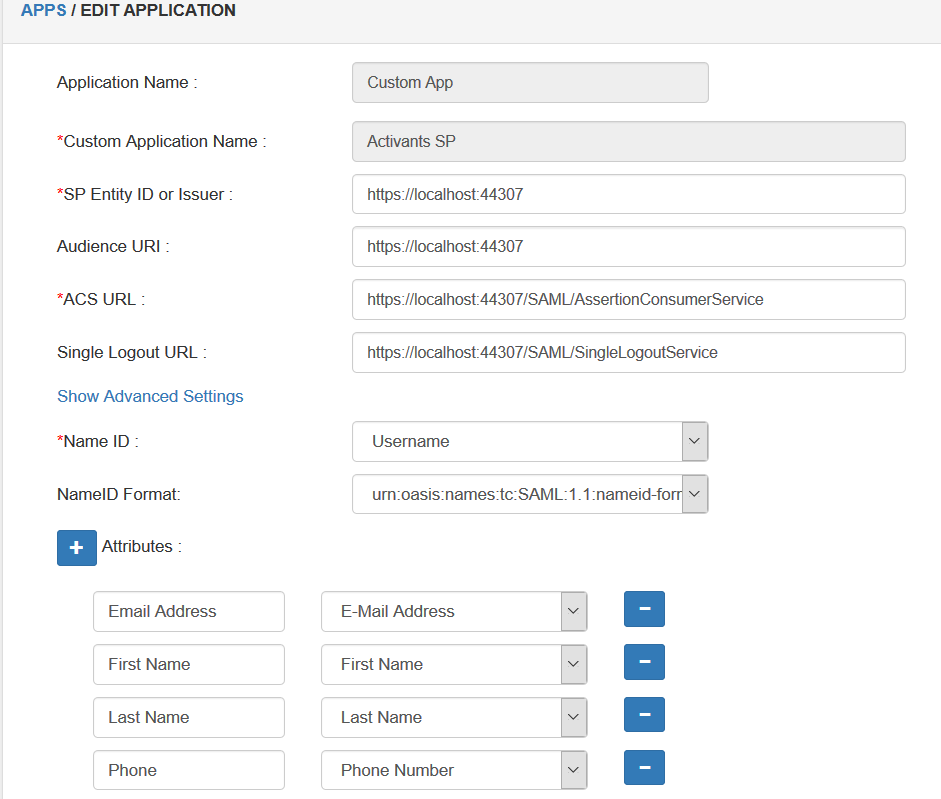 APPS / EDIT APPLICATION
Application Name : Custom App
*Custom Application Name : Activants SP
*SP Entity ID or Issuer : https://localhost:44307
Audience URI : https://localhost:44307
*ACS URL : https://localhost:44307/SAML/AssertionConsumerService
Single Logout URL : https://localhost:44307/SAML/SingleLogoutService
Show Advanced Settings
*Name ID : Username
NameID Format: urn:oasis:names:tc:SAML:1.1:nameid-forr
+ Attributes :
Email Address E-Mail Address −
First Name First Name −
Last Name Last Name −
Phone Phone Number −